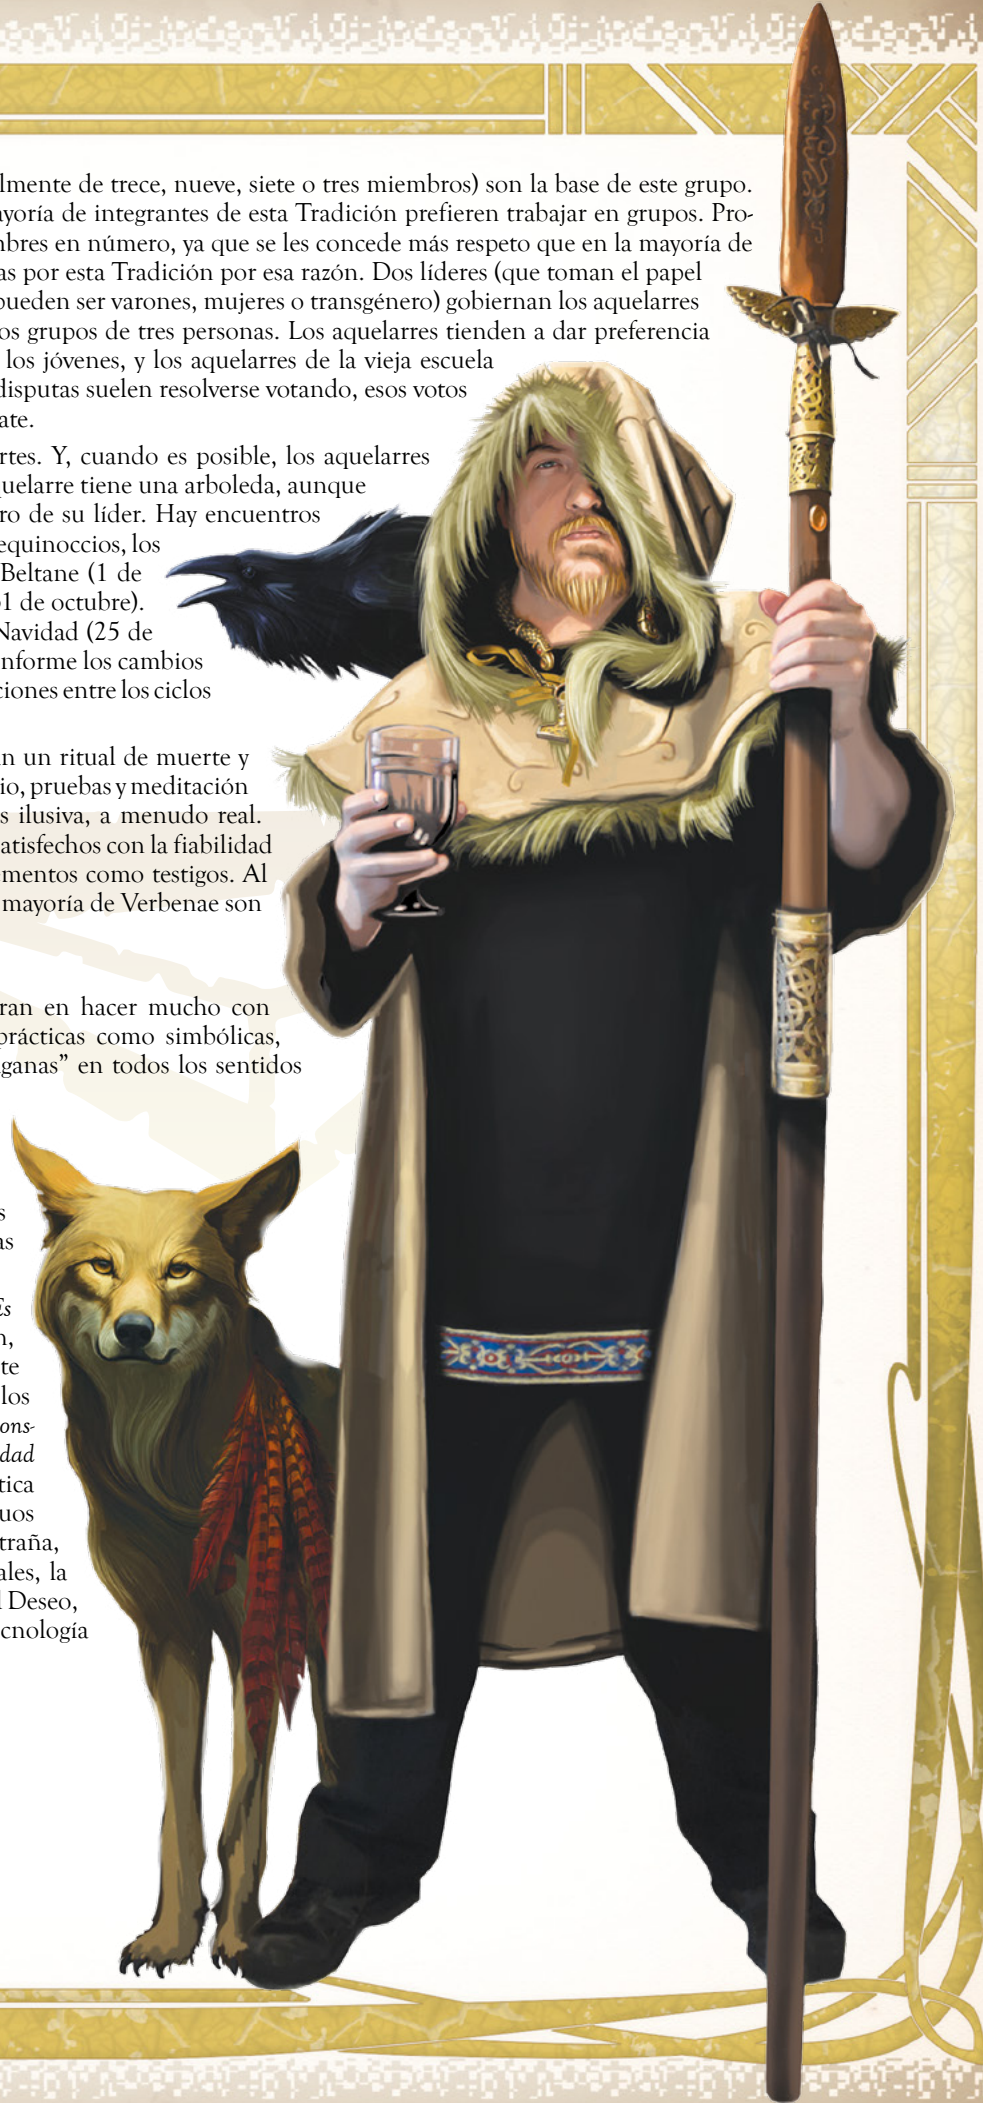 lmente de trece, nueve, siete o tres miembros) son la base de este grupo.
ayoría de integrantes de esta Tradición prefieren trabajar en grupos. Pro-
mbres en número, ya que se les concede más respeto que en la mayoría de
as por esta Tradición por esa razón. Dos líderes (que toman el papel
pueden ser varones, mujeres o transgénero) gobiernan los aquelarres
os grupos de tres personas. Los aquelarres tienden a dar preferencia
los jóvenes, y los aquelarres de la vieja escuela
disputas suelen resolverse votando, esos votos
ate.
rtes. Y, cuando es posible, los aquelarres
quelarre tiene una arboleda, aunque
ro de su líder. Hay encuentros
equinoccios, los
Beltane (1 de
31 de octubre).
Navidad (25 de
nforme los cambios
ciones entre los ciclos
n un ritual de muerte y
io, pruebas y meditación
s ilusiva, a menudo real.
atisfechos con la fiabilidad
ementos como testigos. Al
mayoría de Verbenae son
ran en hacer mucho con
prácticas como simbólicas,
ganas” en todos los sentidos
s
as
Es
n,
te
los
ons-
dad
tica
uos
traña,
ales, la
l Deseo,
cnología